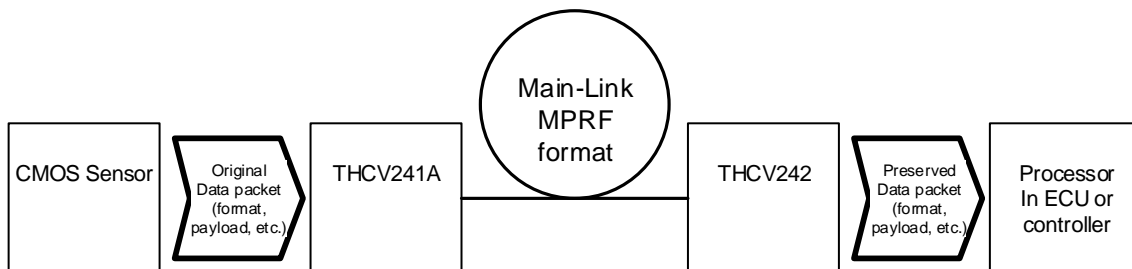 CMOS Sensor
Original
Data packet
(format,
payload, etc.)
THCV241A
Main-Link
MPRF
format
THCV242
Preserved
Data packet
(format,
payload, etc.)
Processor
In ECU or
controller